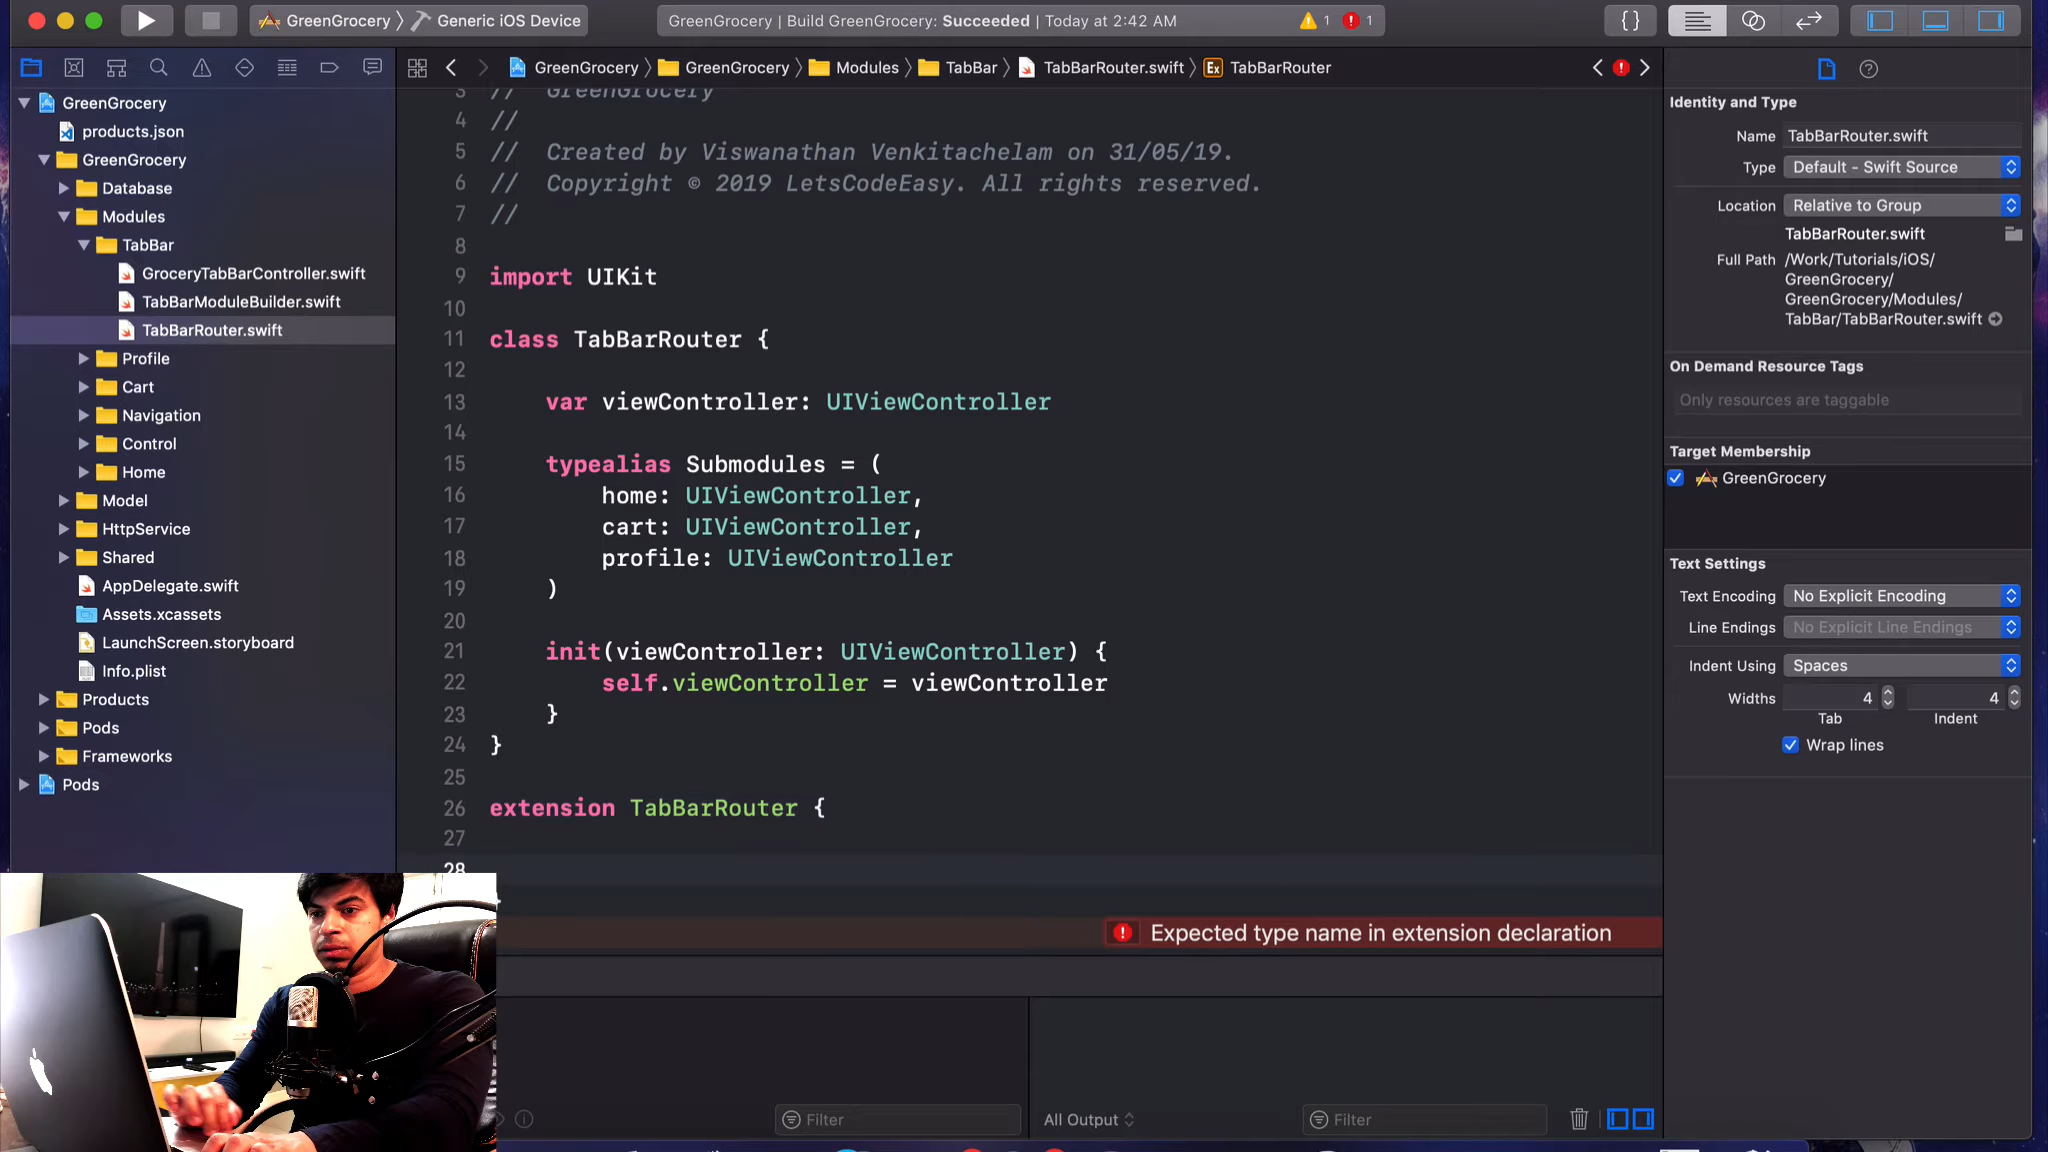 GreenGrocery
Generic iOS Device
GreenGrocery | Build GreenGrocery: Succeeded | Today at 2:42 AM
1
1
GreenGrocery
GreenGrocery
Modules
TabBar
TabBarRouter.swift
Ex
TabBarRouter
GreenGrocery
products.json
GreenGrocery
Database
Modules
TabBar
GroceryTabBarController.swift
TabBarModuleBuilder.swift
TabBarRouter.swift
Profile
Cart
Navigation
Control
Home
Model
HttpService
Shared
AppDelegate.swift
Assets.xcassets
LaunchScreen.storyboard
Info.plist
Products
Pods
Frameworks
Pods
3 // GreenGrocery
4 //
5 // Created by Viswanathan Venkitachelam on 31/05/19.
6 // Copyright © 2019 LetsCodeEasy. All rights reserved.
7 //
8
9 import UIKit
10
11 class TabBarRouter {
12
13 var viewController: UIViewController
14
15 typealias Submodules = (
16 home: UIViewController,
17 cart: UIViewController,
18 profile: UIViewController
19 )
20
21 init(viewController: UIViewController) {
22 self.viewController = viewController
23 }
24 }
25
26 extension TabBarRouter {
27
28
Expected type name in extension declaration
Filter
All Output
Filter
Identity and Type
Name TabBarRouter.swift
Type Default - Swift Source
Location Relative to Group
TabBarRouter.swift
Full Path /Work/Tutorials/iOS/
GreenGrocery/
GreenGrocery/Modules/
TabBar/TabBarRouter.swift
On Demand Resource Tags
Only resources are taggable
Target Membership
GreenGrocery
Text Settings
Text Encoding No Explicit Encoding
Line Endings No Explicit Line Endings
Indent Using Spaces
Widths 4 4
Tab Indent
Wrap lines